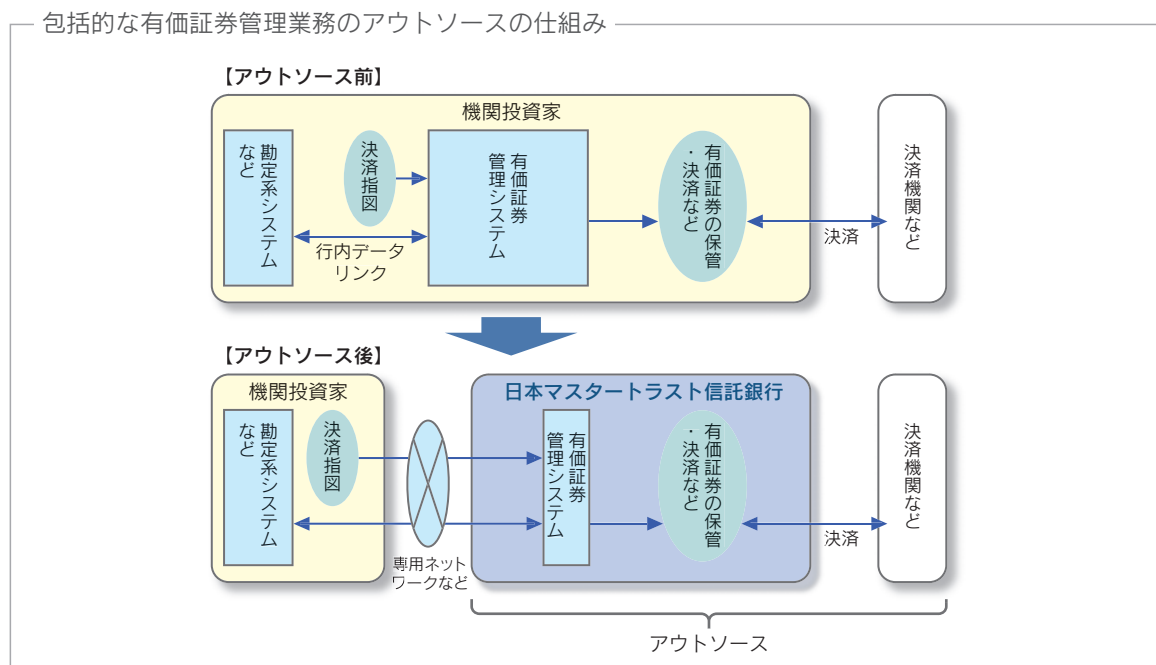 包括的な有価証券管理業務のアウトソースの仕組み
【アウトソース前】
機関投資家
勘定系システム
など
決済指図
行内データ
リンク
有価証券
管理システム
有価証券の保管
・決済など
決済
決済機関など
【アウトソース後】
機関投資家
勘定系システム
など
決済指図
専用ネット
ワークなど
日本マスタートラスト信託銀行
有価証券
管理システム
有価証券の保管
・決済など
決済
決済機関など
アウトソース